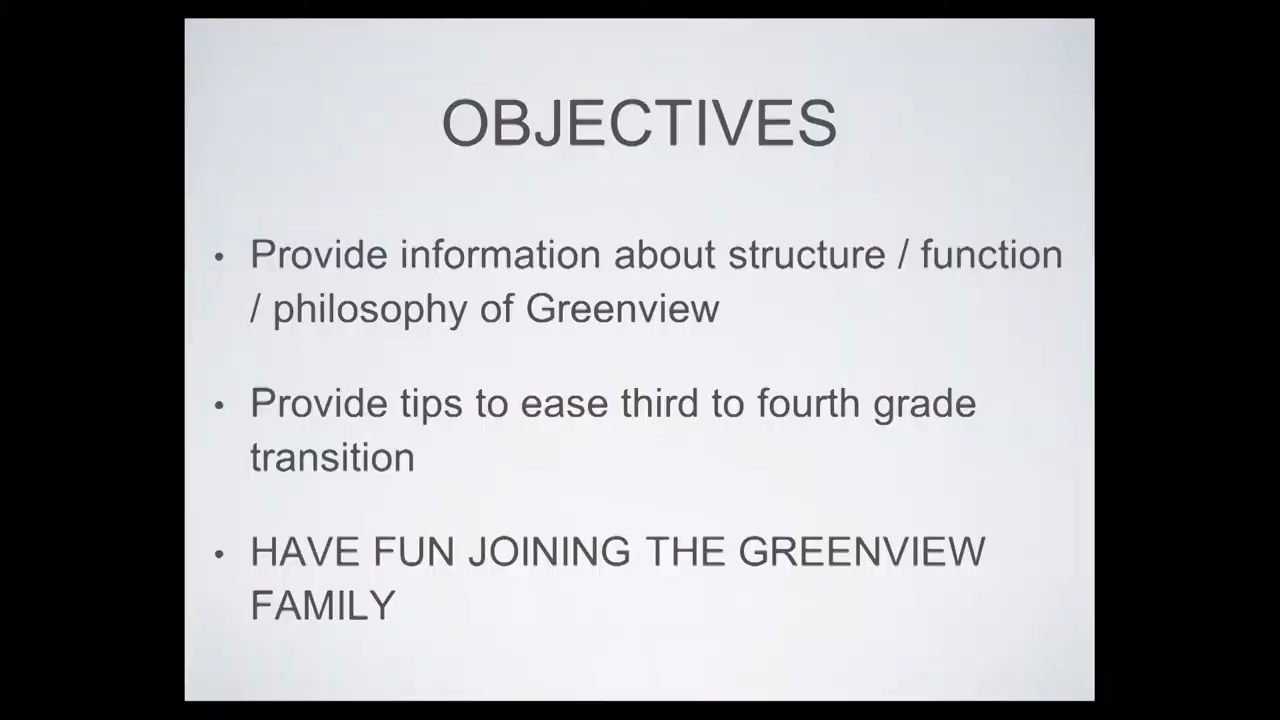 OBJECTIVES
• Provide information about structure / function
/ philosophy of Greenview
• Provide tips to ease third to fourth grade
transition
• HAVE FUN JOINING THE GREENVIEW
FAMILY